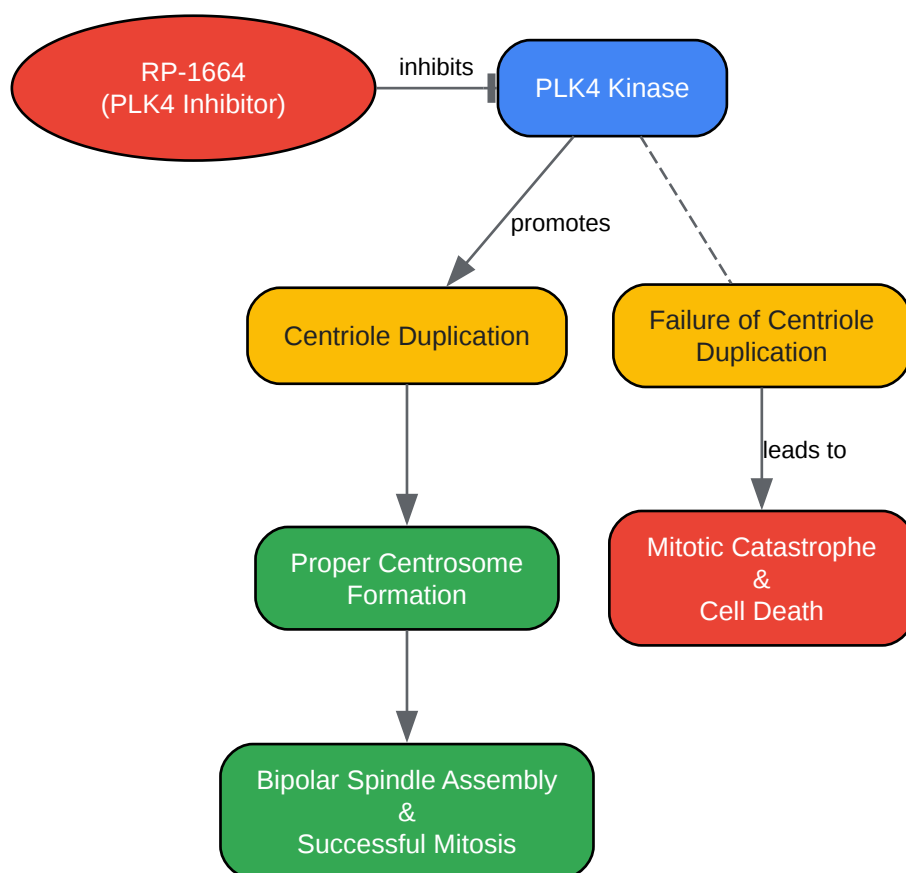 RP-1664
(PLK4 Inhibitor)
inhibits
PLK4 Kinase
promotes
Centriole Duplication
Failure of Centriole
Duplication
leads to
Proper Centrosome
Formation
Mitotic Catastrophe
&
Cell Death
Bipolar Spindle Assembly
&
Successful Mitosis